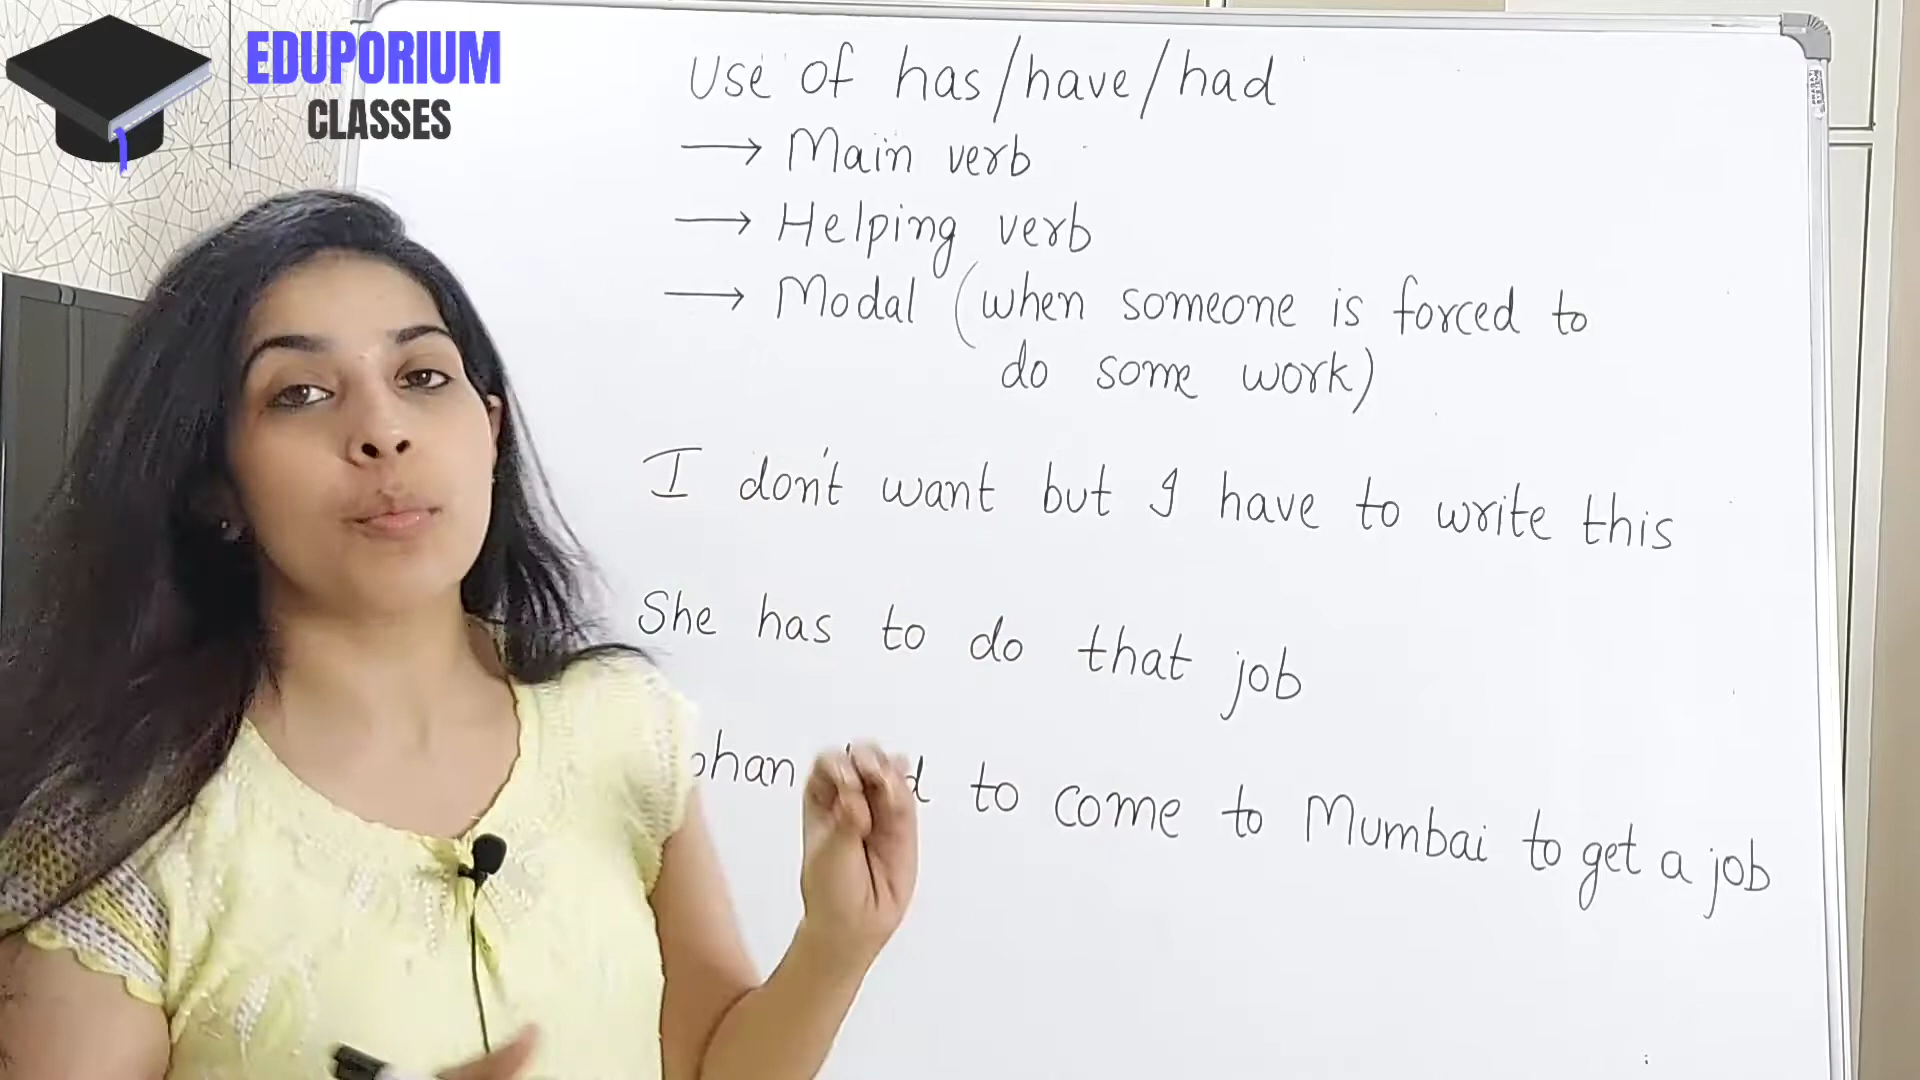 EDUPORIUM
CLASSES
Use of has/have/had
→ Main verb
→ Helping verb
→ Modal (when someone is forced to
do some work)
I don't want but I have to write this
She has to do that job
to come to Mumbai to get a job